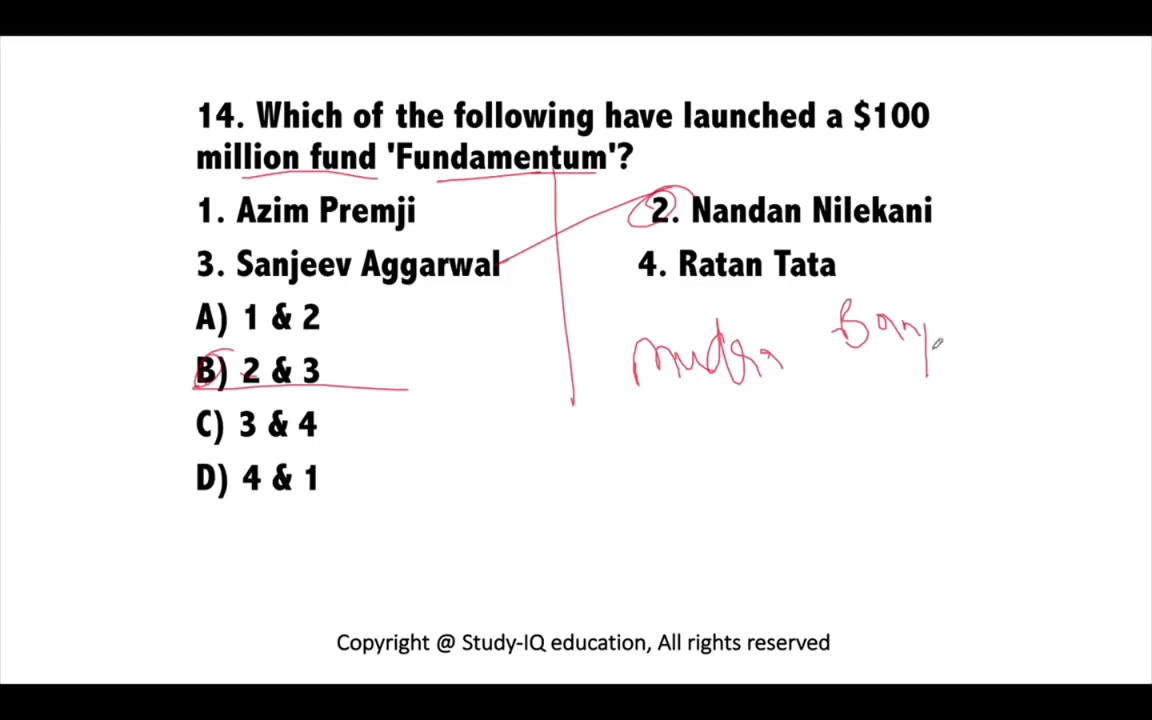 14. Which of the following have launched a $100
million fund 'Fundamentum'?
1. Azim Premji 2. Nandan Nilekani
3. Sanjeev Aggarwal 4. Ratan Tata
A) 1 & 2
B) 2 & 3
C) 3 & 4
D) 4 & 1
Copyright @ Study-IQ education, All rights reserved